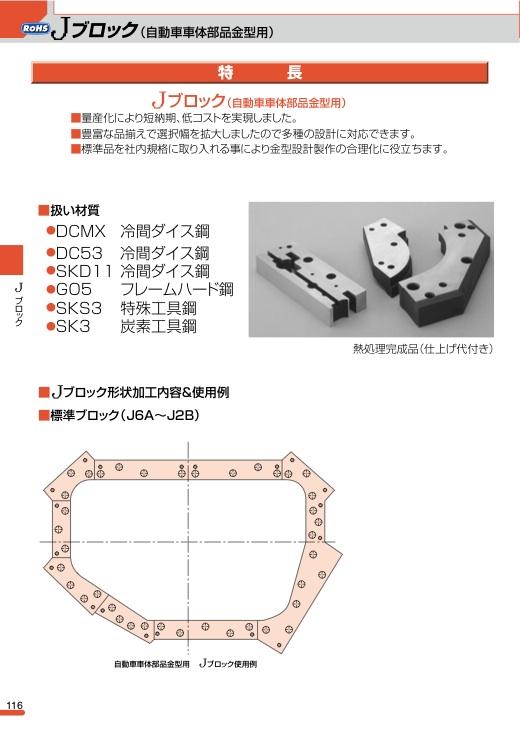 RoHS Jブロック(自動車車体部品金型用)
特長
Jブロック(自動車車体部品金型用)
■量産化により短納期、低コストを実現しました。
■豊富な品揃えで選択幅を拡大しましたので多種の設計に対応できます。
■標準品を社内規格に取り入れる事により金型設計製作の合理化に役立ちます。
■扱い材質
●DCMX 冷間ダイス鋼
●DC53 冷間ダイス鋼
●SKD11 冷間ダイス鋼
●GO5 フレームハード鋼
●SKS3 特殊工具鋼
●SK3 炭素工具鋼
Jブロック
熱処理完成品(仕上げ代付き)
■Jブロック形状加工内容&使用例
■標準ブロック(J6A〜J2B)
自動車車体部品金型用 Jブロック使用例
116